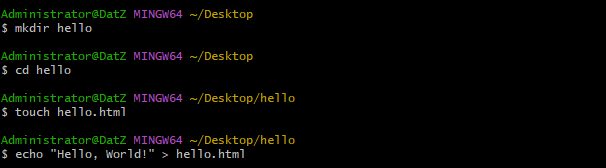 Administrator@DatZ MINGW64 ~/Desktop
$ mkdir hello
Administrator@DatZ MINGW64 ~/Desktop
$ cd hello
Administrator@DatZ MINGW64 ~/Desktop/hello
$ touch hello.html
Administrator@DatZ MINGW64 ~/Desktop/hello
$ echo "Hello, World!" > hello.html